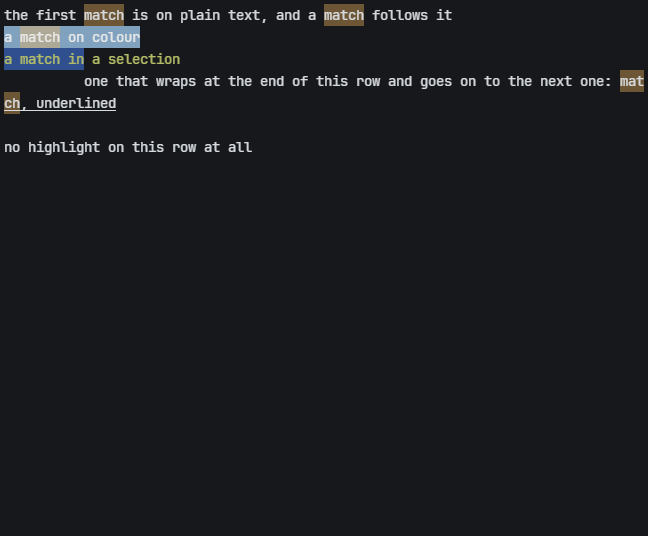 the first match is on plain text, and a match follows it
a match on colour
a match in a selection
one that wraps at the end of this row and goes on to the next one: mat
ch, underlined
no highlight on this row at all